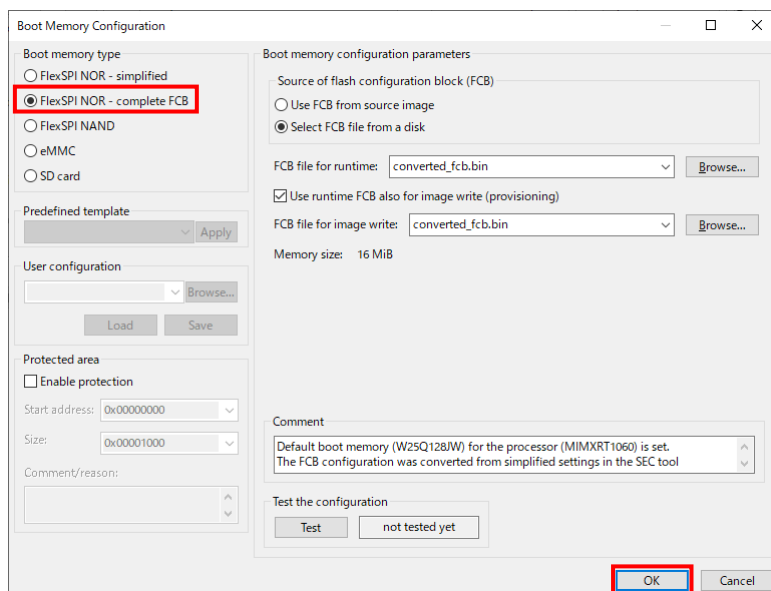 Boot Memory Configuration
Boot memory type
FlexSPI NOR - simplified
FlexSPI NOR - complete FCB
FlexSPI NAND
eMMC
SD card
Predefined template
Apply
User configuration
Browse...
Load
Save
Protected area
Enable protection
Start address: 0x00000000
Size: 0x00001000
Comment/reason:
Boot memory configuration parameters
Source of flash configuration block (FCB)
Use FCB from source image
Select FCB file from a disk
FCB file for runtime: converted_fcb.bin Browse...
Use runtime FCB also for image write (provisioning)
FCB file for image write: converted_fcb.bin Browse...
Memory size: 16 MiB
Comment
Default boot memory (W25Q128JW) for the processor (MIMXRT1060) is set.
The FCB configuration was converted from simplified settings in the SEC tool
Test the configuration
Test not tested yet
OK Cancel